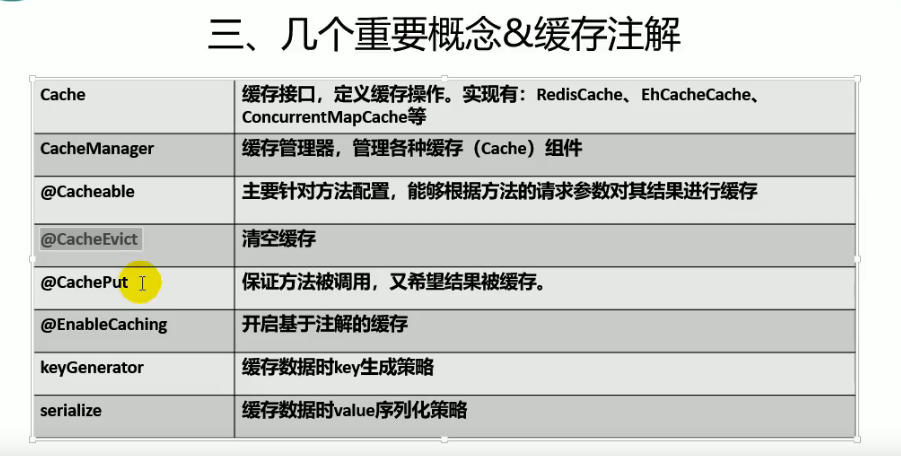 三、几个重要概念&缓存注解
Cache
缓存接口，定义缓存操作。实现有：RedisCache、EhCacheCache、
ConcurrentMapCache等
CacheManager
缓存管理器，管理各种缓存（Cache）组件
@Cacheable
主要针对方法配置，能够根据方法的请求参数对其结果进行缓存
@CacheEvict
清空缓存
@CachePut
保证方法被调用，又希望结果被缓存。
@EnableCaching
开启基于注解的缓存
keyGenerator
缓存数据时key生成策略
serialize
缓存数据时value序列化策略